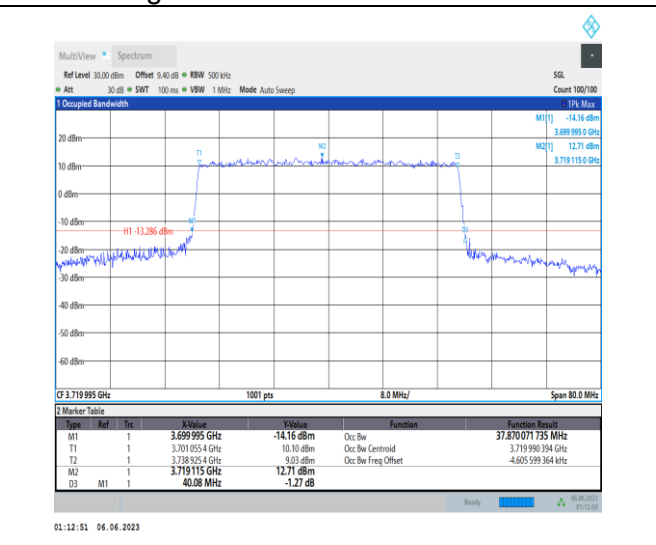 MultiView Spectrum
Ref Level 30.00 dBm Offset 9.40 dB RBW 500 kHz SGL
Att 30 dB SWT 100 ms VBW 1 MHz Mode Auto Sweep Count 100/100
1 Occupied Bandwidth 1Pk Max
M1[1] -14.16 dBm
3.699 995 0 GHz
M2[1] 12.71 dBm
3.719 115 0 GHz
20 dBm
T1
M2
T2
10 dBm
0 dBm
-10 dBm
M1
H1 -13.286 dBm
D3
-20 dBm
-30 dBm
-40 dBm
-50 dBm
-60 dBm
CF 3.719 995 GHz 1001 pts 8.0 MHz/ Span 80.0 MHz
2 Marker Table
Type Ref Trc X-Value Y-Value Function Function Result
M1 1 3.699 995 GHz -14.16 dBm Occ Bw 37.870 071 735 MHz
T1 1 3.701 055 4 GHz 10.10 dBm Occ Bw Centroid 3.719 990 394 GHz
T2 1 3.738 925 4 GHz 9.03 dBm Occ Bw Freq Offset -4.605 599 364 kHz
M2 1 3.719 115 GHz 12.71 dBm
D3 M1 1 40.08 MHz -1.27 dB
Ready 06.06.2023
01:12:50
01:12:51 06.06.2023